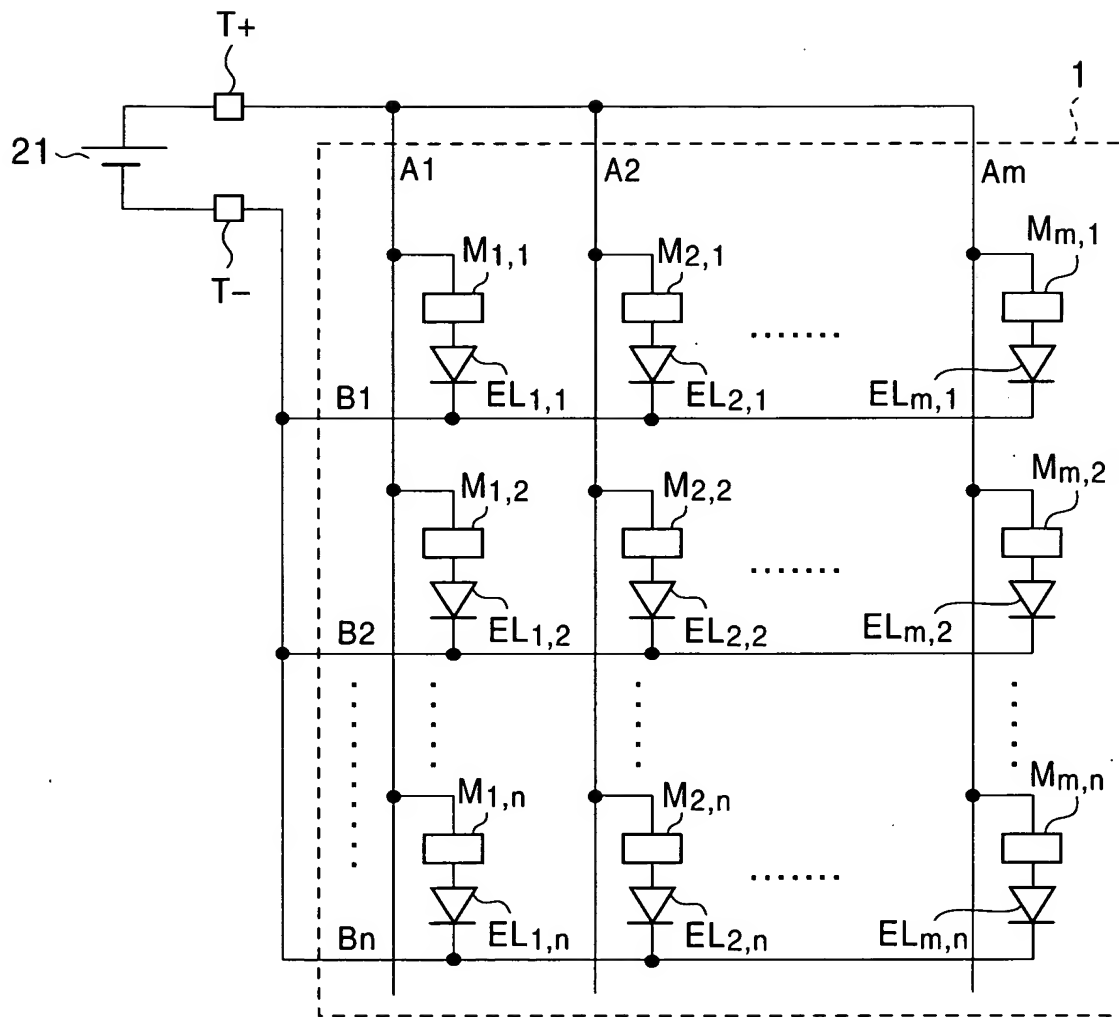 T+
1
21
A1 A2 Am
T−
M1,1 M2,1 Mm,1
.......
B1 EL1,1 EL2,1 ELm,1
M1,2 M2,2 Mm,2
.......
B2 EL1,2 EL2,2 ELm,2
M1,n M2,n Mm,n
.......
Bn EL1,n EL2,n ELm,n